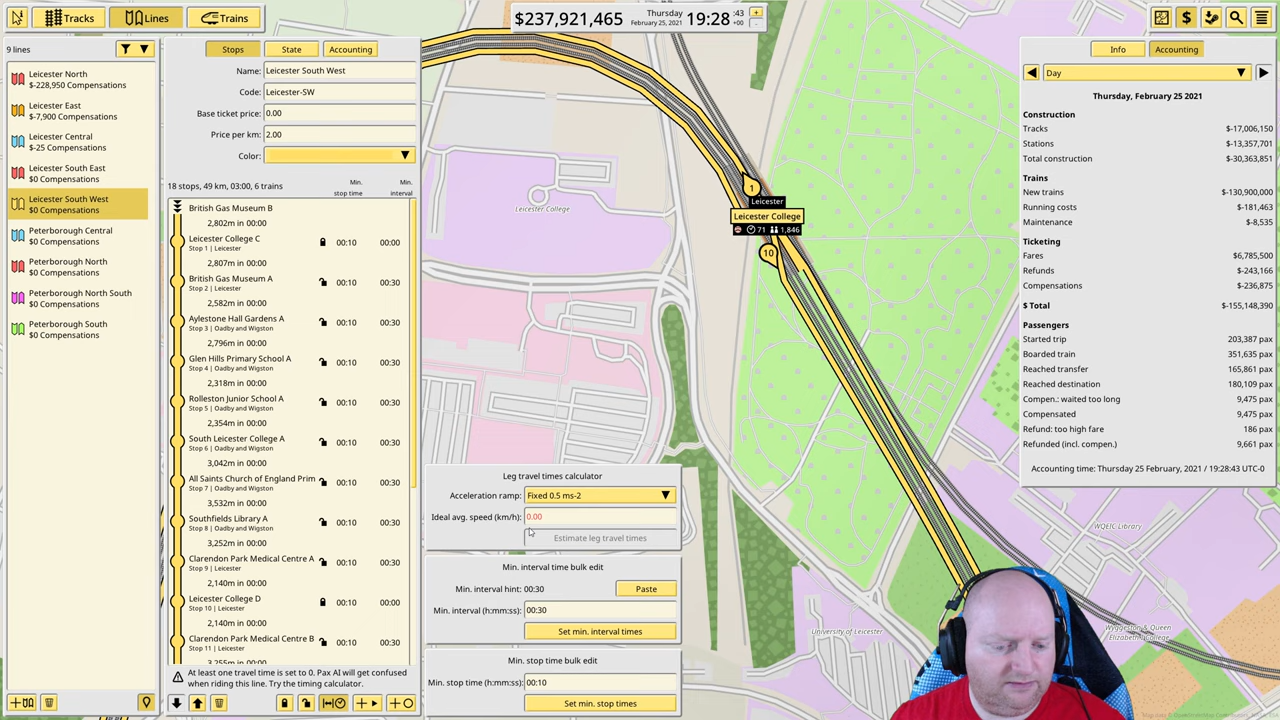 Tracks
Lines
Trains
$237,921,465
Thursday
February 25, 2021
19:28
:43
+00
+
-
9 lines
Leicester North
$-228,950 Compensations
Leicester East
$-7,900 Compensations
Leicester Central
$-25 Compensations
Leicester South East
$0 Compensations
Leicester South West
$0 Compensations
Peterborough Central
$0 Compensations
Peterborough North
$0 Compensations
Peterborough North South
$0 Compensations
Peterborough South
$0 Compensations
Stops
State
Accounting
Name:
Leicester South West
Code:
Leicester-SW
Base ticket price:
0.00
Price per km:
2.00
Color:
18 stops, 49 km, 03:00, 6 trains
Min. stop time
Min. interval
British Gas Museum B
2,802m in 00:00
Leicester College C
00:10
00:00
Stop 1 | Leicester
2,807m in 00:00
British Gas Museum A
00:10
00:30
Stop 2 | Leicester
2,582m in 00:00
Aylestone Hall Gardens A
00:10
00:30
Stop 3 | Oadby and Wigston
2,796m in 00:00
Glen Hills Primary School A
00:10
00:30
Stop 4 | Oadby and Wigston
2,318m in 00:00
Rolleston Junior School A
00:10
00:30
Stop 5 | Oadby and Wigston
2,354m in 00:00
South Leicester College A
00:10
00:30
Stop 6 | Oadby and Wigston
3,042m in 00:00
All Saints Church of England Prim
00:10
00:30
Stop 7 | Oadby and Wigston
3,532m in 00:00
Southfields Library A
00:10
00:30
Stop 8 | Oadby and Wigston
3,252m in 00:00
Clarendon Park Medical Centre A
00:10
00:30
Stop 9 | Leicester
2,140m in 00:00
Leicester College D
00:10
00:00
Stop 10 | Leicester
2,140m in 00:00
Clarendon Park Medical Centre B
00:10
00:30
Stop 11 | Leicester
3,255m in 00:00
At least one travel time is set to 0. Pax AI will get confused
when riding this line. Try the timing calculator.
Leg travel times calculator
Acceleration ramp:
Fixed 0.5 ms-2
Ideal avg. speed (km/h):
0.00
Estimate leg travel times
Min. interval time bulk edit
Min. interval hint: 00:30
Paste
Min. interval (h:mm:ss):
00:30
Set min. interval times
Min. stop time bulk edit
Min. stop time (h:mm:ss):
00:10
Set min. stop times
Leicester College
1
Leicester
Leicester College
71
1,846
10
WQEIC Library
University of Leicester
Wyggeston & Queen
Elizabeth I College
Info
Accounting
Day
Thursday, February 25 2021
Construction
Tracks
$-17,006,150
Stations
$-13,357,701
Total construction
$-30,363,851
Trains
New trains
$-130,900,000
Running costs
$-181,463
Maintenance
$-8,535
Ticketing
Fares
$6,785,500
Refunds
$-243,166
Compensations
$-236,875
$ Total
$-155,148,390
Passengers
Started trip
203,387 pax
Boarded train
351,635 pax
Reached transfer
165,861 pax
Reached destination
180,109 pax
Compen.: waited too long
9,475 pax
Compensated
9,475 pax
Refund: too high fare
186 pax
Refunded (incl. compen.)
9,661 pax
Accounting time: Thursday 25 February, 2021 / 19:28:43 UTC-0